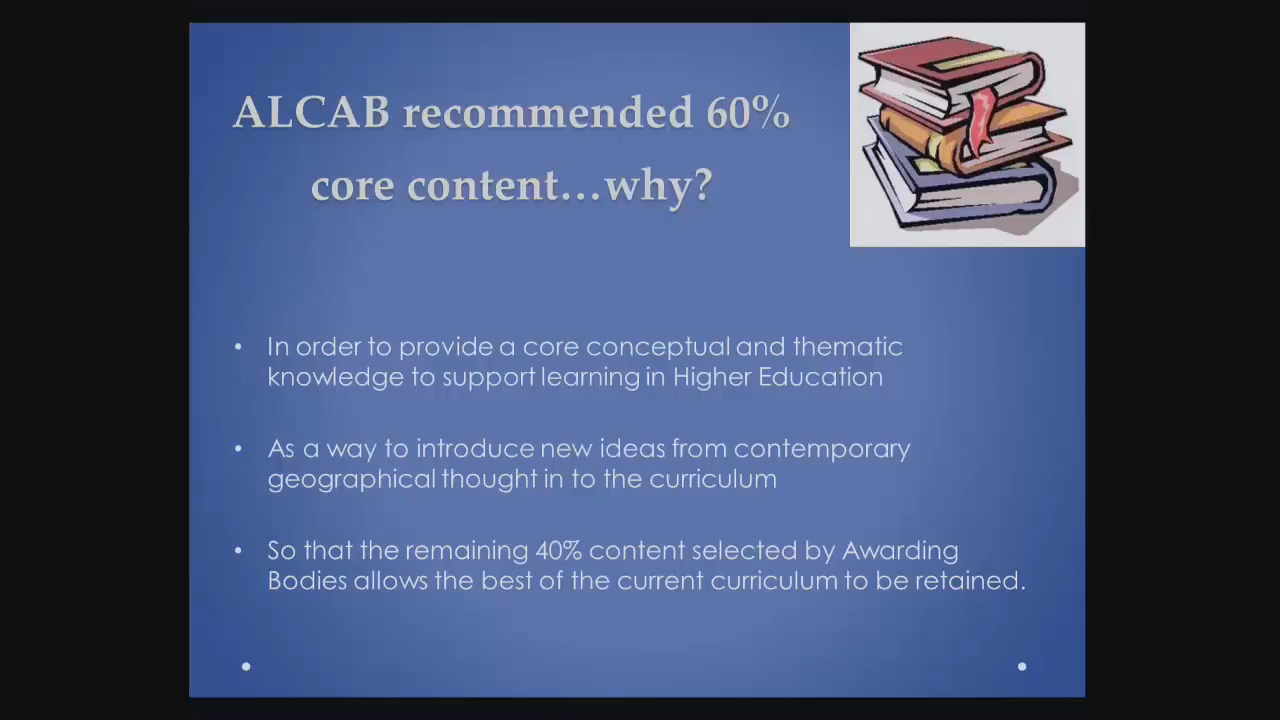 ALCAB recommended 60%
core content...why?
• In order to provide a core conceptual and thematic
knowledge to support learning in Higher Education
• As a way to introduce new ideas from contemporary
geographical thought in to the curriculum
• So that the remaining 40% content selected by Awarding
Bodies allows the best of the current curriculum to be retained.